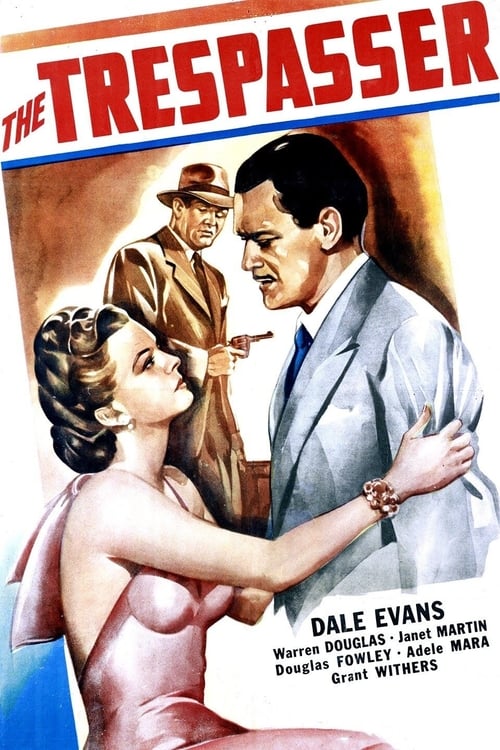 THE TRESPASSER
DALE EVANS
Warren DOUGLAS · Janet MARTIN
Douglas FOWLEY · Adele MARA
Grant WITHERS